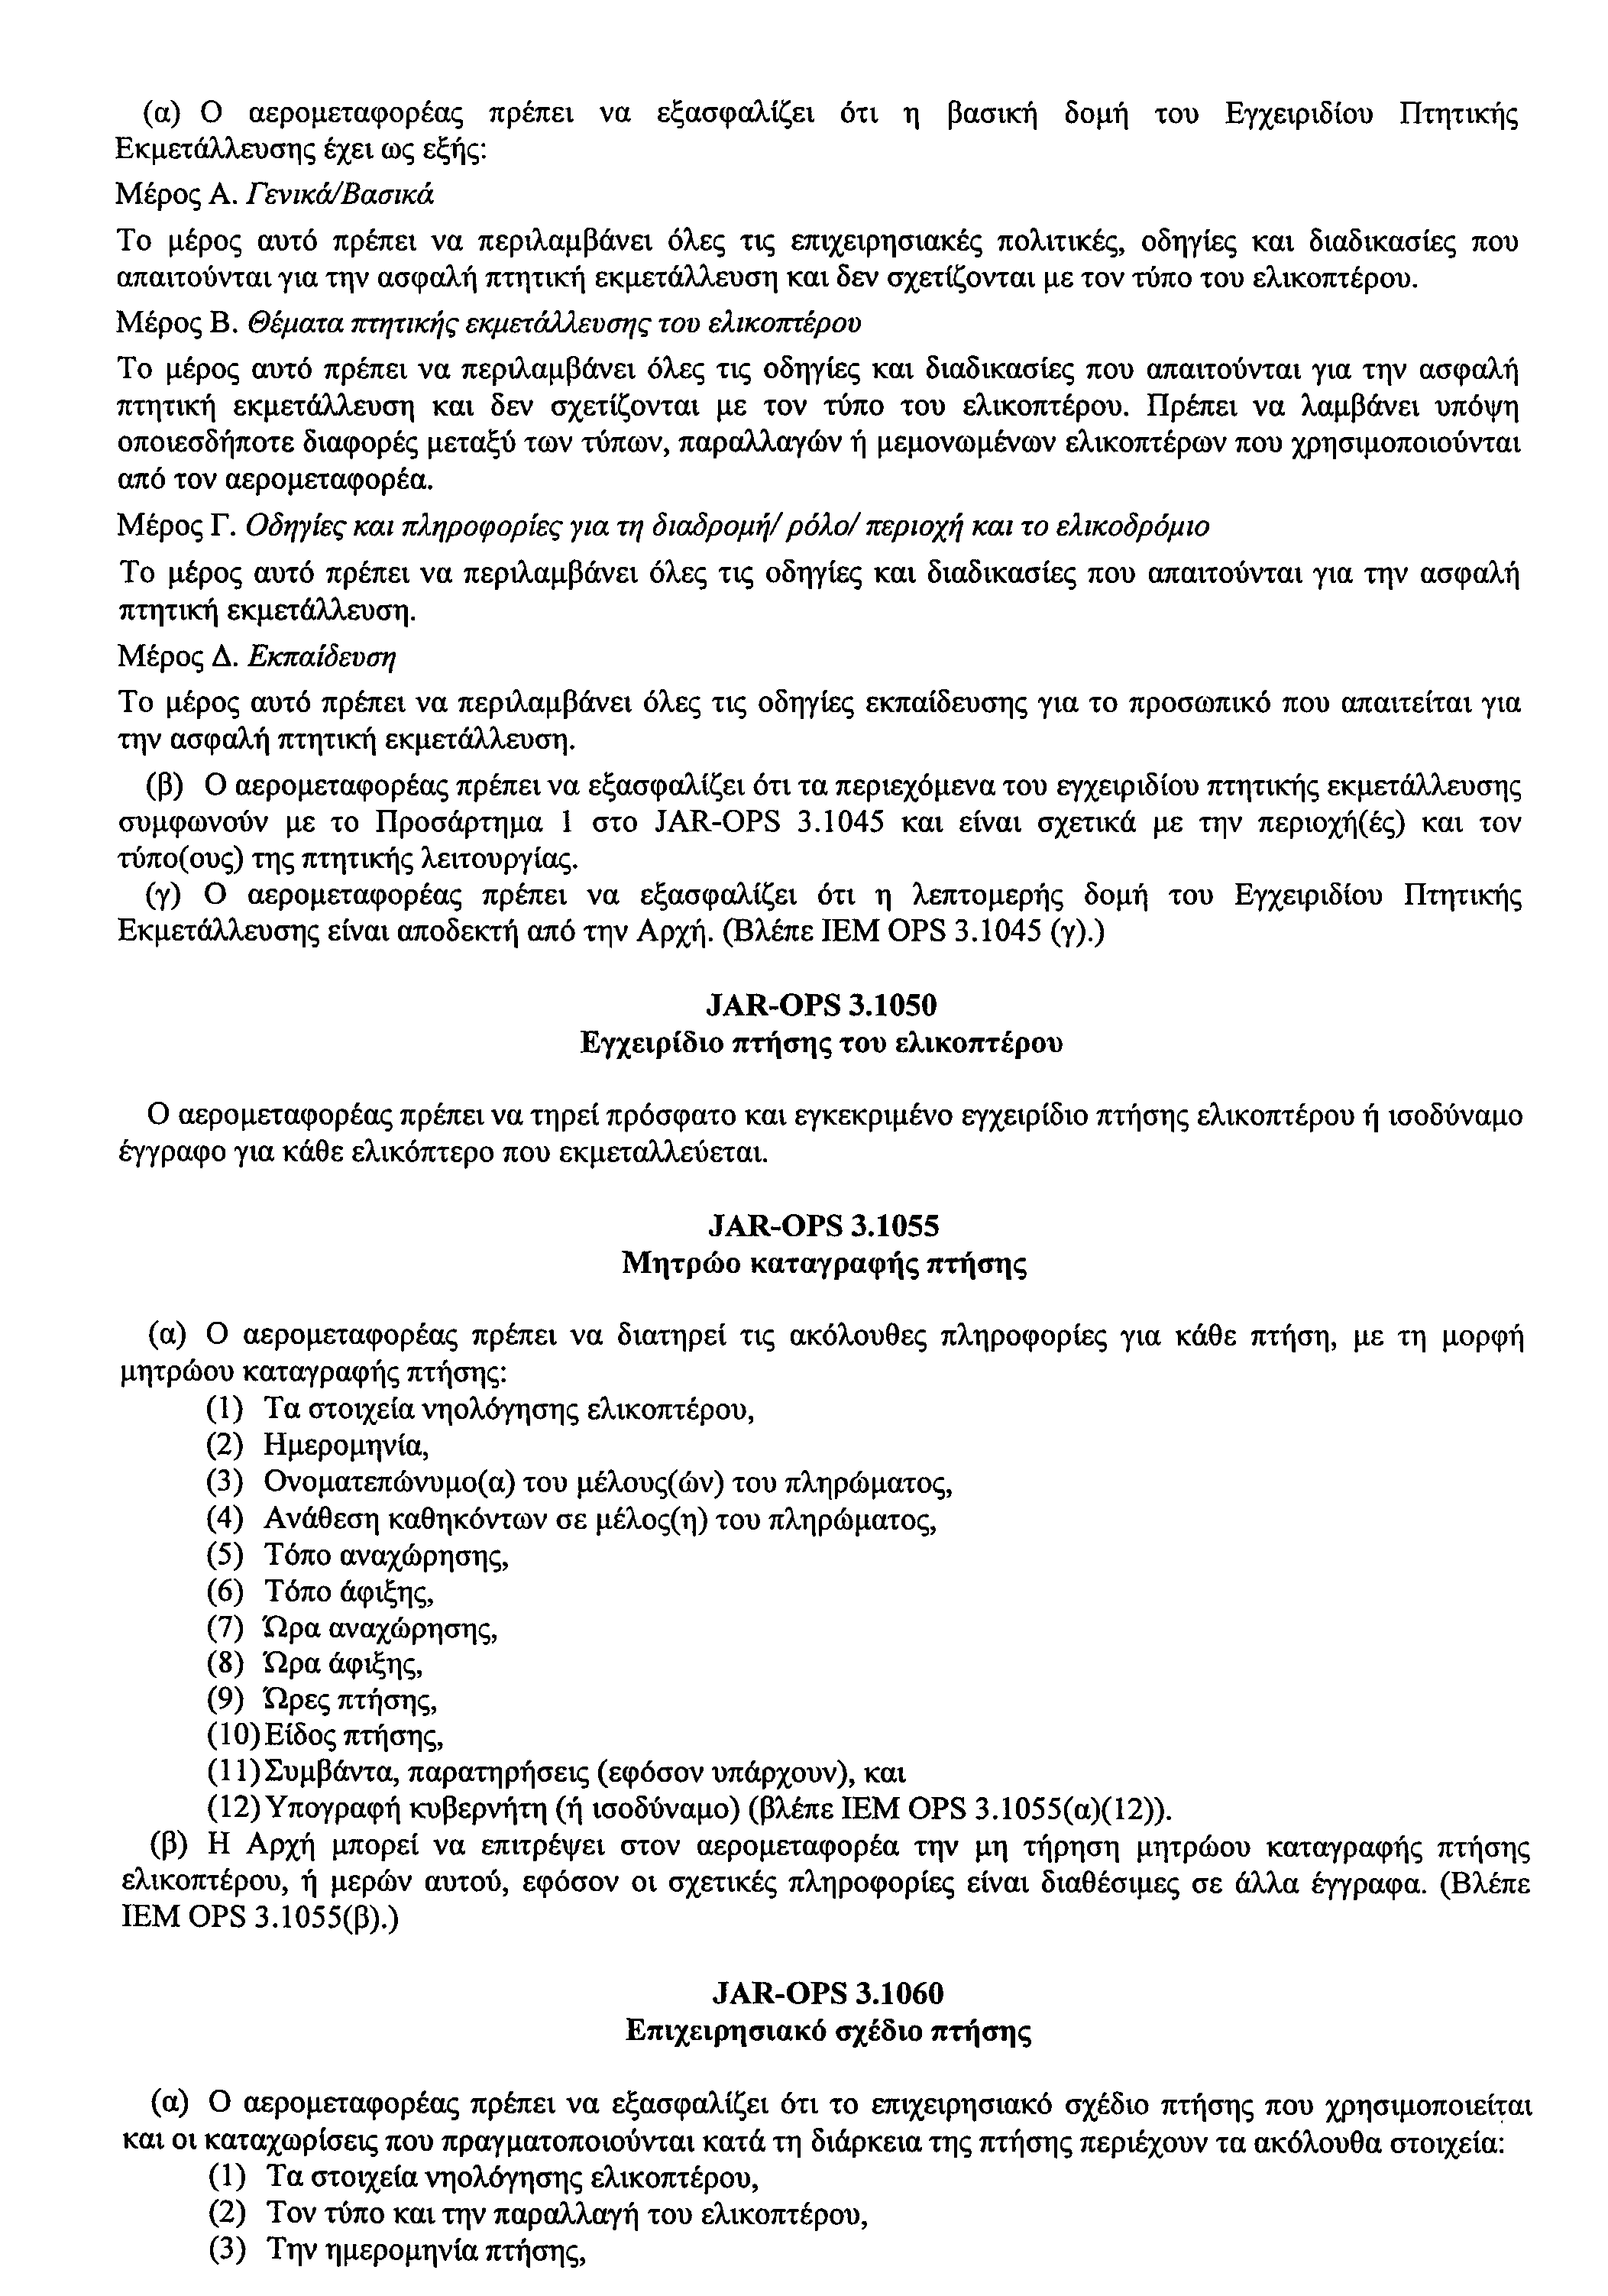 (α) Ο αερομεταφορέας πρέπει να εξασφαλίζει ότι η βασική δομή του Εγχειριδίου Πτητικής
Εκμετάλλευσης έχει ως εξής:
Μέρος Α. Γενικά/Βασικά
Το μέρος αυτό πρέπει να περιλαμβάνει όλες τις επιχειρησιακές πολιτικές, οδηγίες και διαδικασίες που
απαιτούνται για την ασφαλή πτητική εκμετάλλευση και δεν σχετίζονται με τον τύπο του ελικοπτέρου.
Μέρος Β. Θέματα πτητικής εκμετάλλευσης του ελικοπτέρου
Το μέρος αυτό πρέπει να περιλαμβάνει όλες τις οδηγίες και διαδικασίες που απαιτούνται για την ασφαλή
πτητική εκμετάλλευση και δεν σχετίζονται με τον τύπο του ελικοπτέρου. Πρέπει να λαμβάνει υπόψη
οποιεσδήποτε διαφορές μεταξύ των τύπων, παραλλαγών ή μεμονωμένων ελικοπτέρων που χρησιμοποιούνται
από τον αερομεταφορέα.
Μέρος Γ. Οδηγίες και πληροφορίες για τη διαδρομή/ ρόλο/ περιοχή και το ελικοδρόμιο
Το μέρος αυτό πρέπει να περιλαμβάνει όλες τις οδηγίες και διαδικασίες που απαιτούνται για την ασφαλή
πτητική εκμετάλλευση.
Μέρος Δ. Εκπαίδευση
Το μέρος αυτό πρέπει να περιλαμβάνει όλες τις οδηγίες εκπαίδευσης για το προσωπικό που απαιτείται για
την ασφαλή πτητική εκμετάλλευση.
(β) Ο αερομεταφορέας πρέπει να εξασφαλίζει ότι τα περιεχόμενα του εγχειριδίου πτητικής εκμετάλλευσης
συμφωνούν με το Προσάρτημα 1 στο JAR-OPS 3.1045 και είναι σχετικά με την περιοχή(ές) και τον
τύπο(ους) της πτητικής λειτουργίας.
(γ) Ο αερομεταφορέας πρέπει να εξασφαλίζει ότι η λεπτομερής δομή του Εγχειριδίου Πτητικής
Εκμετάλλευσης είναι αποδεκτή από την Αρχή. (Βλέπε IEM OPS 3.1045 (γ).)
JAR-OPS 3.1050
Εγχειρίδιο πτήσης του ελικοπτέρου
Ο αερομεταφορέας πρέπει να τηρεί πρόσφατο και εγκεκριμένο εγχειρίδιο πτήσης ελικοπτέρου ή ισοδύναμο
έγγραφο για κάθε ελικόπτερο που εκμεταλλεύεται.
JAR-OPS 3.1055
Μητρώο καταγραφής πτήσης
(α) Ο αερομεταφορέας πρέπει να διατηρεί τις ακόλουθες πληροφορίες για κάθε πτήση, με τη μορφή
μητρώου καταγραφής πτήσης:
(1) Τα στοιχεία νηολόγησης ελικοπτέρου,
(2) Ημερομηνία,
(3) Ονοματεπώνυμο(α) του μέλους(ών) του πληρώματος,
(4) Ανάθεση καθηκόντων σε μέλος(η) του πληρώματος,
(5) Τόπο αναχώρησης,
(6) Τόπο άφιξης,
(7) Ώρα αναχώρησης,
(8) Ώρα άφιξης,
(9) Ώρες πτήσης,
(10) Είδος πτήσης,
(11) Συμβάντα, παρατηρήσεις (εφόσον υπάρχουν), και
(12) Υπογραφή κυβερνήτη (ή ισοδύναμο) (βλέπε IEM OPS 3.1055(α)(12)).
(β) Η Αρχή μπορεί να επιτρέψει στον αερομεταφορέα την μη τήρηση μητρώου καταγραφής πτήσης
ελικοπτέρου, ή μερών αυτού, εφόσον οι σχετικές πληροφορίες είναι διαθέσιμες σε άλλα έγγραφα. (Βλέπε
IEM OPS 3.1055(β).)
JAR-OPS 3.1060
Επιχειρησιακό σχέδιο πτήσης
(α) Ο αερομεταφορέας πρέπει να εξασφαλίζει ότι το επιχειρησιακό σχέδιο πτήσης που χρησιμοποιείται
και οι καταχωρίσεις που πραγματοποιούνται κατά τη διάρκεια της πτήσης περιέχουν τα ακόλουθα στοιχεία:
(1) Τα στοιχεία νηολόγησης ελικοπτέρου,
(2) Τον τύπο και την παραλλαγή του ελικοπτέρου,
(3) Την ημερομηνία πτήσης,